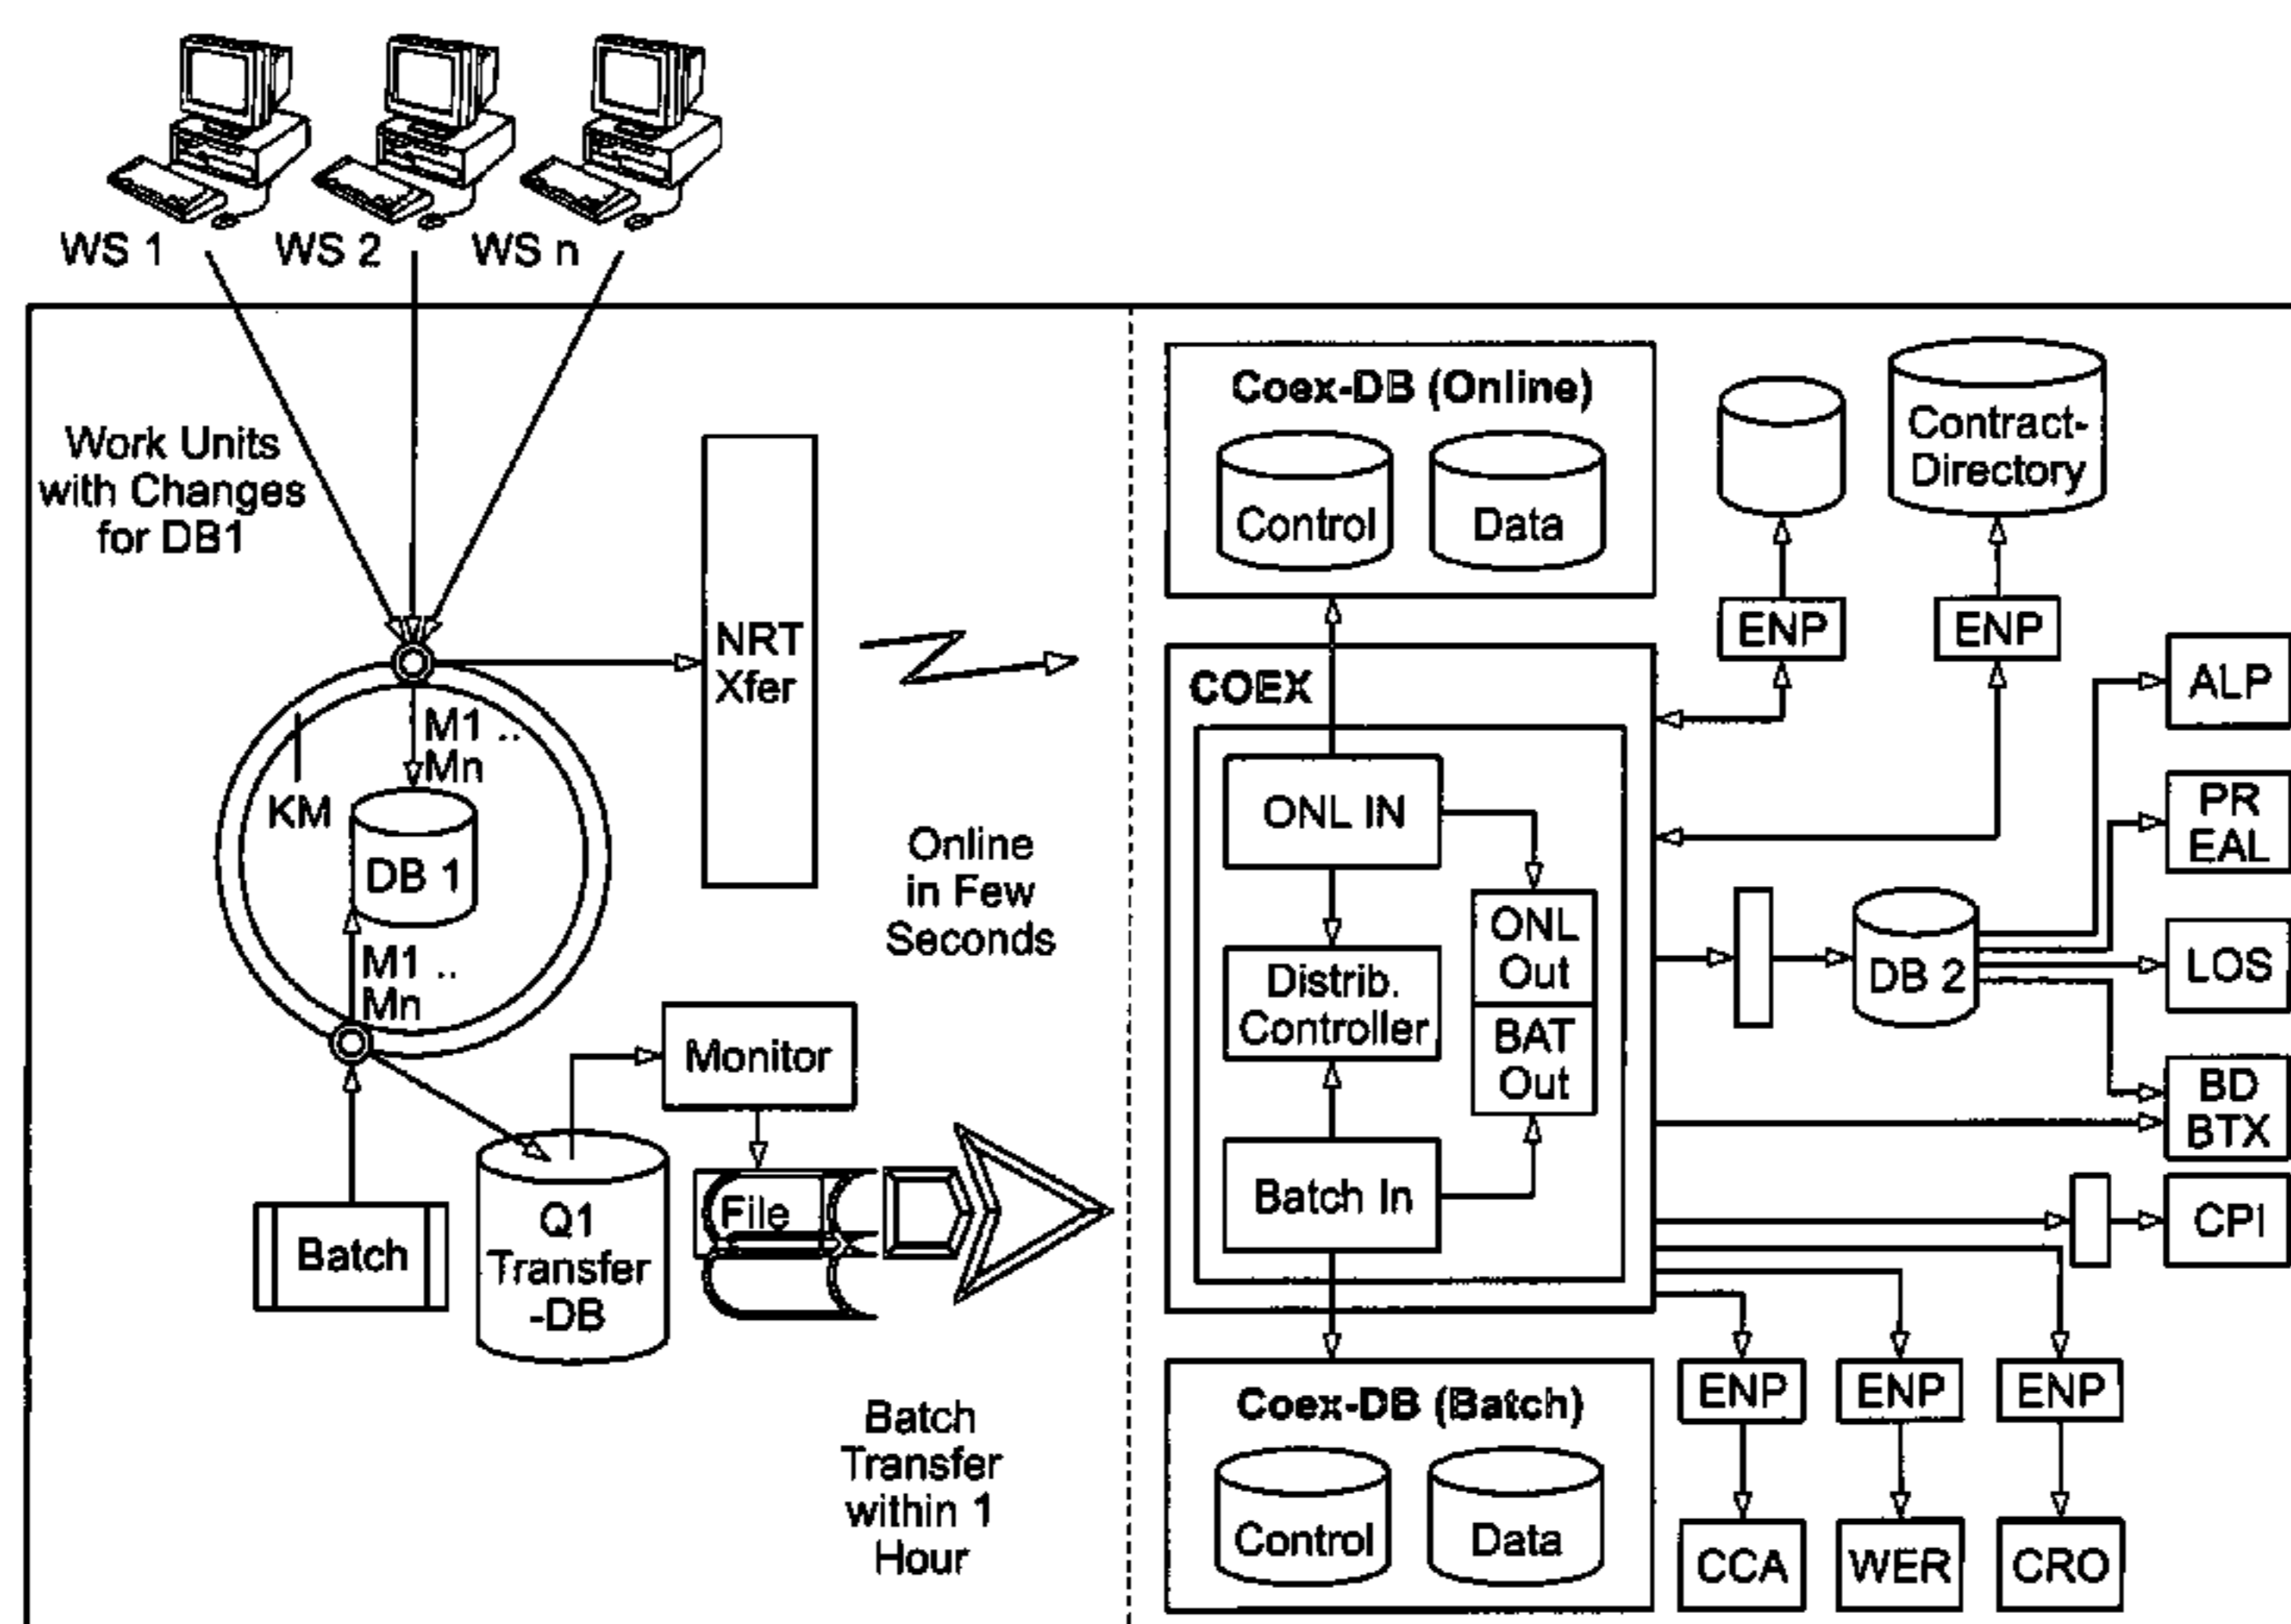 WS 1
WS 2
WS n
Work Units
with Changes
for DB1
NRT
Xfer
M1 ..
Mn
KM
DB 1
M1 ..
Mn
Online
in Few
Seconds
Monitor
File
Batch
Q1
Transfer
-DB
Batch
Transfer
within 1
Hour
Coex-DB (Online)
Control
Data
Contract-
Directory
ENP
ENP
COEX
ONL IN
ONL
Out
Distrib.
Controller
BAT
Out
Batch In
DB 2
ALP
PR
EAL
LOS
BD
BTX
CPI
Coex-DB (Batch)
Control
Data
ENP
ENP
ENP
CCA
WER
CRO